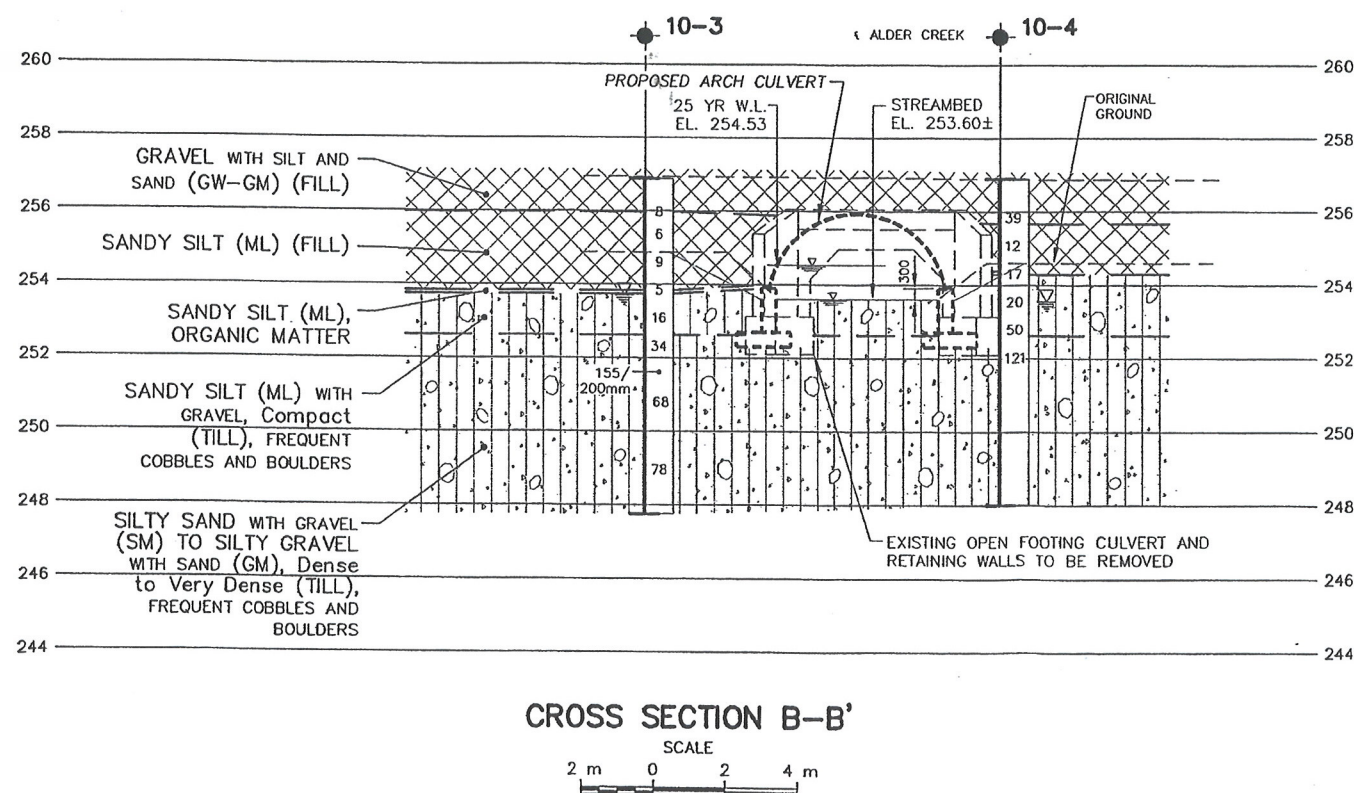 10-3
ALDER CREEK
10-4
260
260
PROPOSED ARCH CULVERT
25 YR W.L.
EL. 254.53
STREAMBED
EL. 253.60±
ORIGINAL
GROUND
258
258
GRAVEL WITH SILT AND
SAND (GW-GM) (FILL)
256
256
8
39
6
12
SANDY SILT (ML) (FILL)
9
17
300
254
254
5
20
SANDY SILT (ML),
ORGANIC MATTER
16
50
34
121
252
252
155/
200mm
SANDY SILT (ML) WITH
GRAVEL, Compact
(TILL), FREQUENT
COBBLES AND BOULDERS
68
250
250
78
248
248
SILTY SAND WITH GRAVEL
(SM) TO SILTY GRAVEL
WITH SAND (GM), Dense
to Very Dense (TILL),
FREQUENT COBBLES AND
BOULDERS
EXISTING OPEN FOOTING CULVERT AND
RETAINING WALLS TO BE REMOVED
246
246
244
244
CROSS SECTION B-B'
SCALE
2 m 0 2 4 m